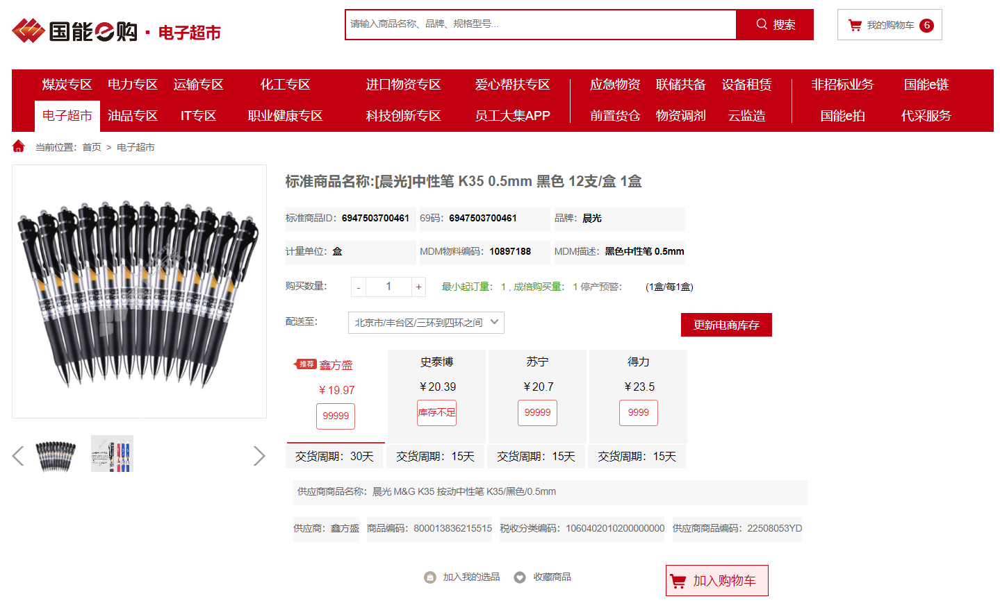 国能e购 · 电子超市
请输入商品名称、品牌、规格型号...
搜索
我的购物车 6
煤炭专区 电力专区 运输专区 化工专区 进口物资专区 爱心帮扶专区 应急物资 联储共备 设备租赁 非招标业务 国能e链
电子超市 油品专区 IT专区 职业健康专区 科技创新专区 员工大集APP 前置货仓 物资调剂 云监造 国能e拍 代采服务
当前位置：首页 > 电子超市
标准商品名称:[晨光]中性笔 K35 0.5mm 黑色 12支/盒 1盒
标准商品ID：6947503700461 69码：6947503700461 品牌：晨光
计量单位：盒 MDM物料编码：10897188 MDM描述：黑色中性笔 0.5mm
购买数量： - 1 + 最小起订量： 1 , 成倍购买量： 1 停产预警： (1盒/每1盒)
配送至： 北京市/丰台区/三环到四环之间 更新电商库存
推荐 鑫方盛 史泰博 苏宁 得力
￥19.97 ￥20.39 ￥20.7 ￥23.5
99999 库存不足 99999 9999
交货周期：30天 交货周期：15天 交货周期：15天 交货周期：15天
供应商商品名称：晨光 M&G K35 按动中性笔 K35/黑色/0.5mm
供应商：鑫方盛 商品编码：800013836215515 税收分类编码：1060402010200000000 供应商商品编码：22508053YD
加入我的选品 收藏商品 加入购物车